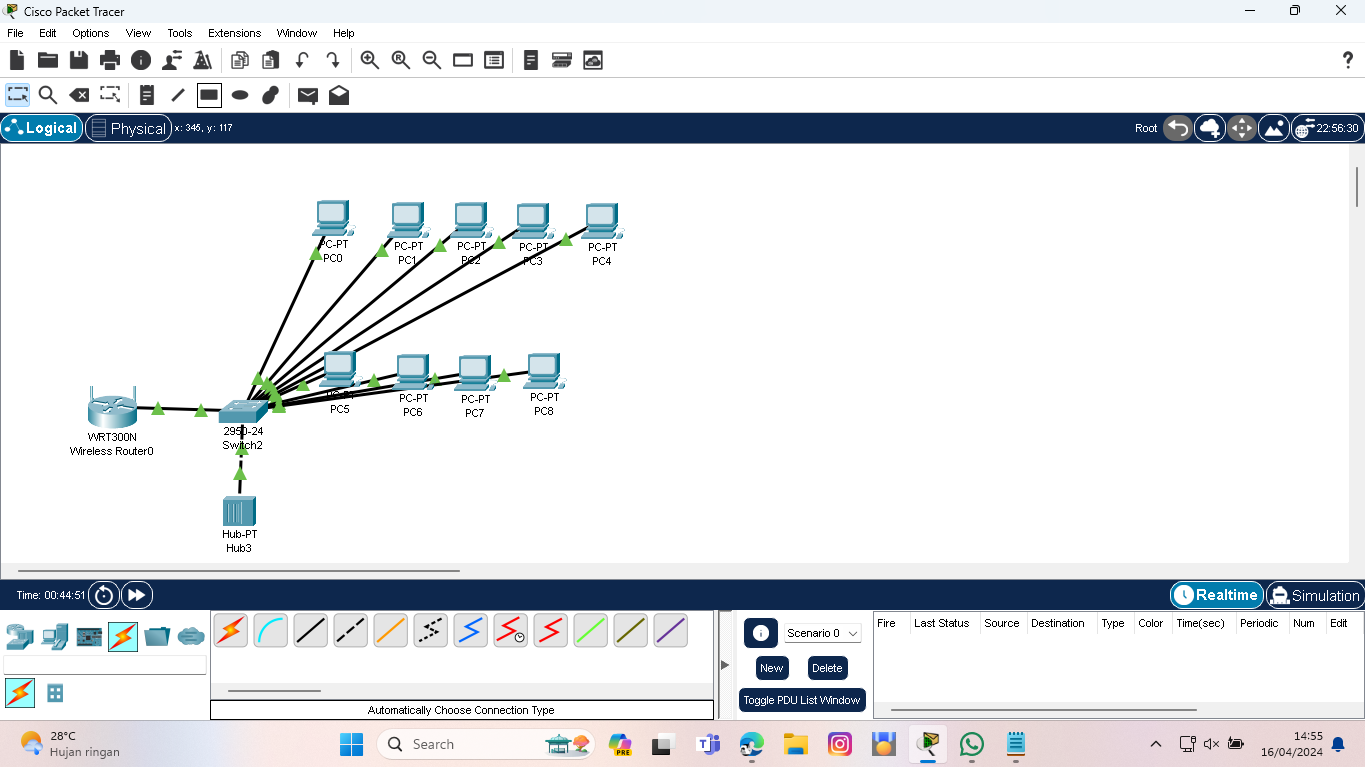 Cisco Packet Tracer
File Edit Options View Tools Extensions Window Help
Logical Physical x: 345, y: 117 Root 22:56:30
PC-PT PC-PT PC-PT PC-PT PC-PT
PC0 PC1 PC2 PC3 PC4
PC-PT PC-PT PC-PT PC-PT
PC5 PC6 PC7 PC8
WRT300N
Wireless Router0
2950-24
Switch2
Hub-PT
Hub3
Time: 00:44:51 Realtime Simulation
Scenario 0
New Delete
Toggle PDU List Window
Fire Last Status Source Destination Type Color Time(sec) Periodic Num Edit
Automatically Choose Connection Type
28°C
Hujan ringan
Search
PRE
14:55
16/04/2024